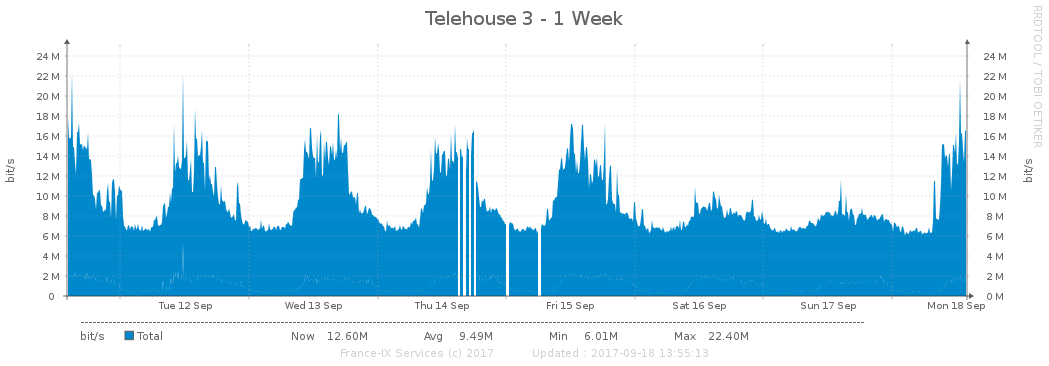 Telehouse 3 - 1 Week
RRDTOOL / TOBI OETIKER
bit/s
bit/s
24 M 24 M
22 M 22 M
20 M 20 M
18 M 18 M
16 M 16 M
14 M 14 M
12 M 12 M
10 M 10 M
8 M 8 M
6 M 6 M
4 M 4 M
2 M 2 M
0 0 M
Tue 12 Sep Wed 13 Sep Thu 14 Sep Fri 15 Sep Sat 16 Sep Sun 17 Sep Mon 18 Sep
bit/s Total Now 12.60M Avg 9.49M Min 6.01M Max 22.40M
France-IX Services (c) 2017 Updated : 2017-09-18 13:55:13